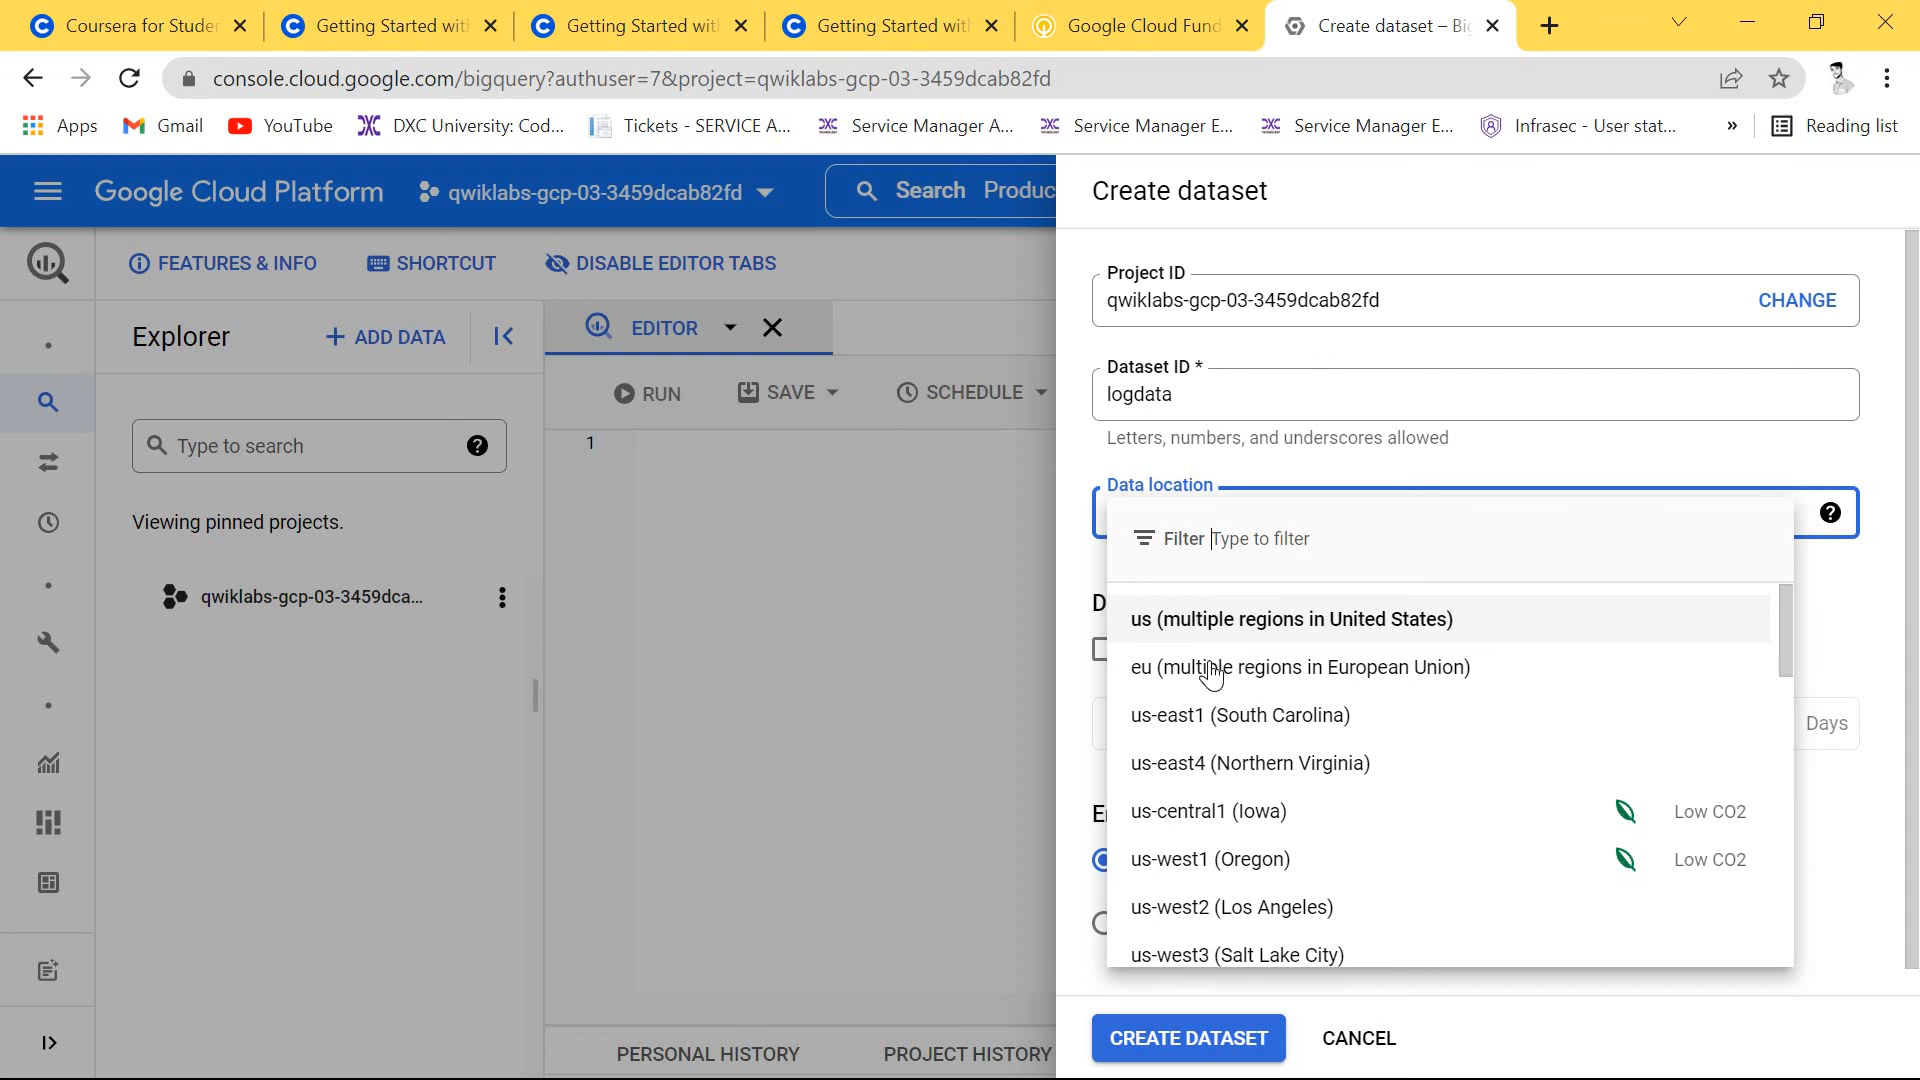 Coursera for Studer
Getting Started with
Getting Started with
Getting Started with
Google Cloud Fund
Create dataset – Big
console.cloud.google.com/bigquery?authuser=7&project=qwiklabs-gcp-03-3459dcab82fd
Apps
Gmail
YouTube
DXC University: Cod...
Tickets - SERVICE A...
Service Manager A...
Service Manager E...
Service Manager E...
Infrasec - User stat...
»
Reading list
Google Cloud Platform
qwiklabs-gcp-03-3459dcab82fd
Search Produc
Create dataset
FEATURES & INFO
SHORTCUT
DISABLE EDITOR TABS
Explorer
+ ADD DATA
EDITOR
RUN
SAVE
SCHEDULE
Type to search
1
Viewing pinned projects.
qwiklabs-gcp-03-3459dca...
PERSONAL HISTORY
PROJECT HISTORY
Project ID
qwiklabs-gcp-03-3459dcab82fd
CHANGE
Dataset ID *
logdata
Letters, numbers, and underscores allowed
Data location
Filter Type to filter
us (multiple regions in United States)
eu (multiple regions in European Union)
us-east1 (South Carolina)
us-east4 (Northern Virginia)
us-central1 (Iowa) Low CO2
us-west1 (Oregon) Low CO2
us-west2 (Los Angeles)
us-west3 (Salt Lake City)
Days
CREATE DATASET
CANCEL